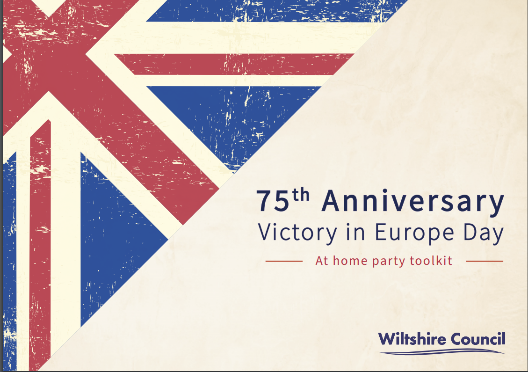 75th Anniversary
Victory in Europe Day
At home party toolkit
Wiltshire Council